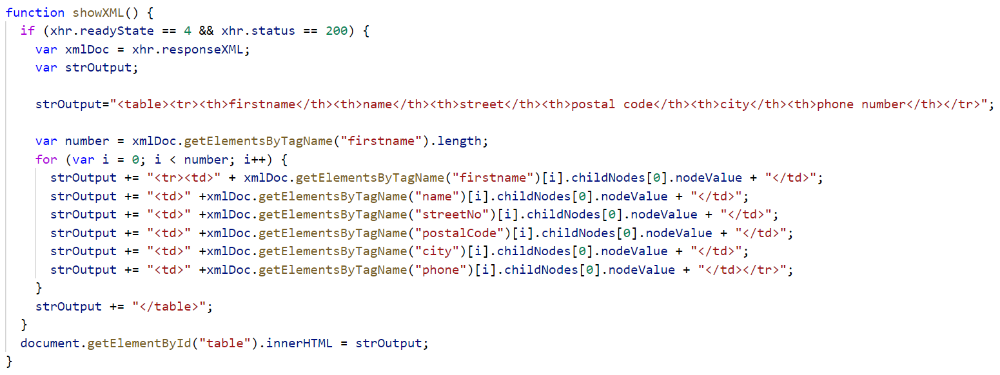 function showXML() {
  if (xhr.readyState == 4 && xhr.status == 200) {
    var xmlDoc = xhr.responseXML;
    var strOutput;

    strOutput="<table><tr><th>firstname</th><th>name</th><th>street</th><th>postal code</th><th>city</th><th>phone number</th></tr>";

    var number = xmlDoc.getElementsByTagName("firstname").length;
    for (var i = 0; i < number; i++) {
      strOutput += "<tr><td>" + xmlDoc.getElementsByTagName("firstname")[i].childNodes[0].nodeValue + "</td>";
      strOutput += "<td>" +xmlDoc.getElementsByTagName("name")[i].childNodes[0].nodeValue + "</td>";
      strOutput += "<td>" +xmlDoc.getElementsByTagName("streetNo")[i].childNodes[0].nodeValue + "</td>";
      strOutput += "<td>" +xmlDoc.getElementsByTagName("postalCode")[i].childNodes[0].nodeValue + "</td>";
      strOutput += "<td>" +xmlDoc.getElementsByTagName("city")[i].childNodes[0].nodeValue + "</td>";
      strOutput += "<td>" +xmlDoc.getElementsByTagName("phone")[i].childNodes[0].nodeValue + "</td></tr>";
    }
    strOutput += "</table>";
  }
  document.getElementById("table").innerHTML = strOutput;
}